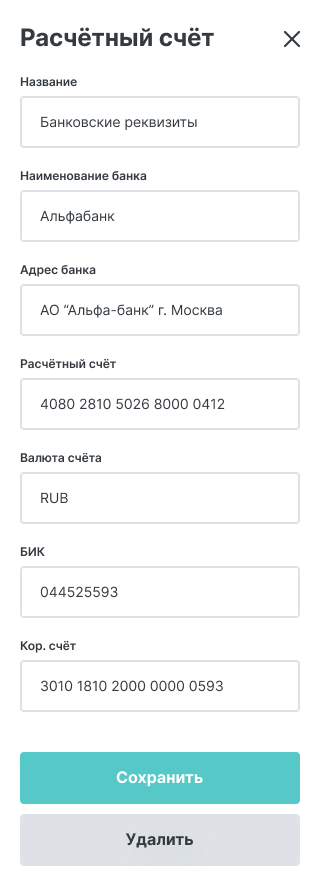 Расчётный счёт
Название
Банковские реквизиты
Наименование банка
Альфабанк
Адрес банка
АО “Альфа-банк” г. Москва
Расчётный счёт
4080 2810 5026 8000 0412
Валюта счёта
RUB
БИК
044525593
Кор. счёт
3010 1810 2000 0000 0593
Сохранить
Удалить